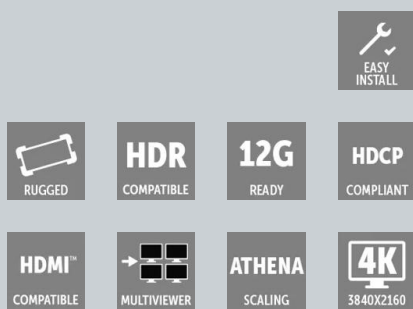 EASY
INSTALL
RUGGED
HDR
COMPATIBLE
12G
READY
HDCP
COMPLIANT
HDMI™
COMPATIBLE
MULTIVIEWER
ATHENA
SCALING
4K
3840X2160